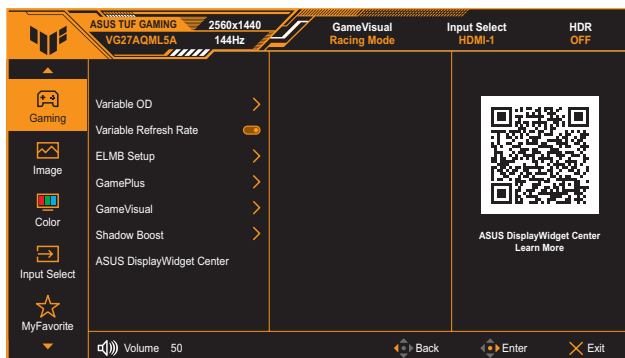 ASUS TUF GAMING 2560x1440
VG27AQML5A 144Hz
GameVisual
Racing Mode
Input Select
HDMI-1
HDR
OFF
Gaming
Image
Color
Input Select
MyFavorite
Variable OD
Variable Refresh Rate
ELMB Setup
GamePlus
GameVisual
Shadow Boost
ASUS DisplayWidget Center
ASUS DisplayWidget Center
Learn More
Volume 50
Back
Enter
Exit